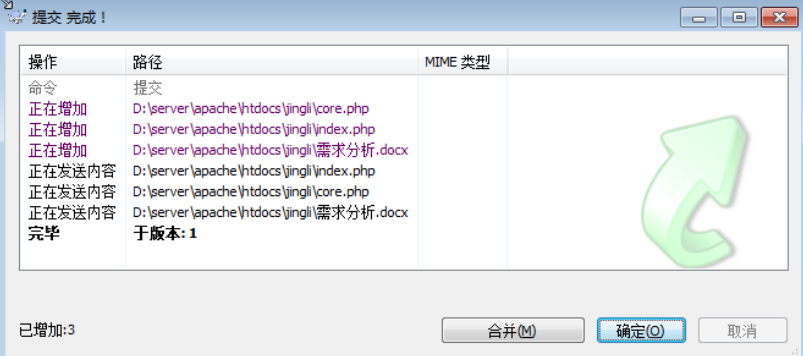 提交 完成！
操作 路径 MIME 类型
命令 提交
正在增加 D:\server\apache\htdocs\jingli\core.php
正在增加 D:\server\apache\htdocs\jingli\index.php
正在增加 D:\server\apache\htdocs\jingli\需求分析.docx
正在发送内容 D:\server\apache\htdocs\jingli\index.php
正在发送内容 D:\server\apache\htdocs\jingli\core.php
正在发送内容 D:\server\apache\htdocs\jingli\需求分析.docx
完毕 于版本: 1
已增加:3 合并(M) 确定(O) 取消